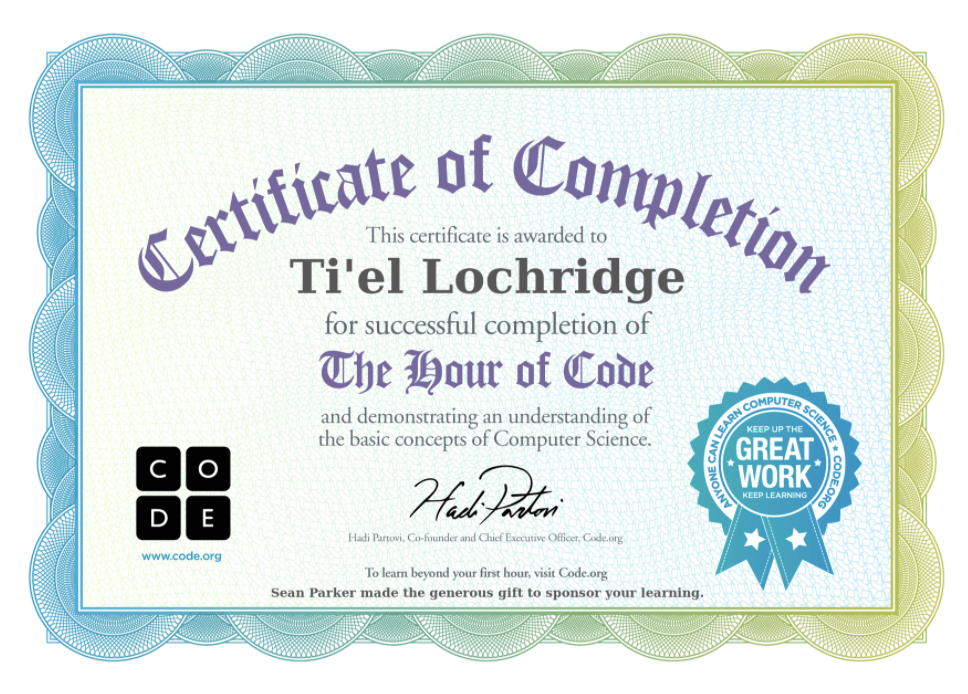 Certificate of Completion
This certificate is awarded to
Ti'el Lochridge
for successful completion of
The Hour of Code
and demonstrating an understanding of
the basic concepts of Computer Science.
C O
D E
www.code.org
Hadi Partovi
Hadi Partovi, Co-founder and Chief Executive Officer, Code.org
To learn beyond your first hour, visit Code.org
Sean Parker made the generous gift to sponsor your learning.
ANYONE CAN LEARN COMPUTER SCIENCE • CODE.ORG
KEEP UP THE
GREAT
WORK
KEEP LEARNING